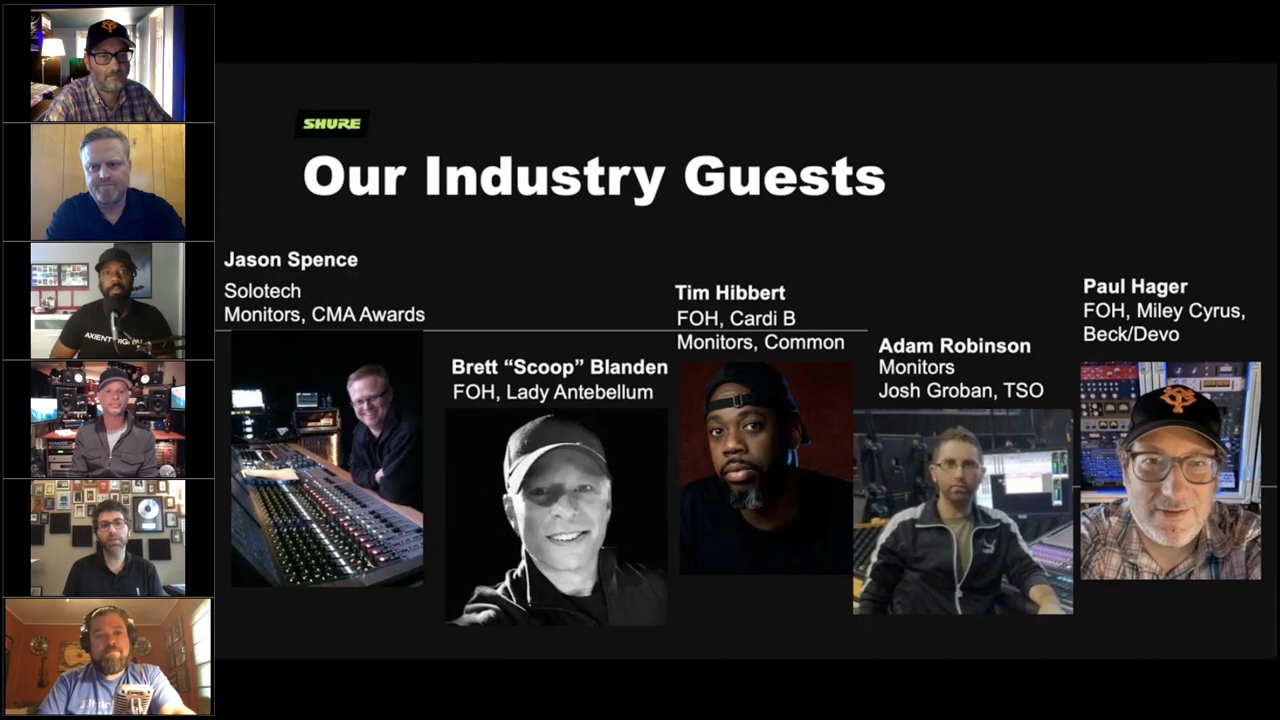 SHURE
Our Industry Guests
Jason Spence
Solotech
Monitors, CMA Awards
Brett “Scoop” Blanden
FOH, Lady Antebellum
Tim Hibbert
FOH, Cardi B
Monitors, Common
Adam Robinson
Monitors
Josh Groban, TSO
Paul Hager
FOH, Miley Cyrus,
Beck/Devo